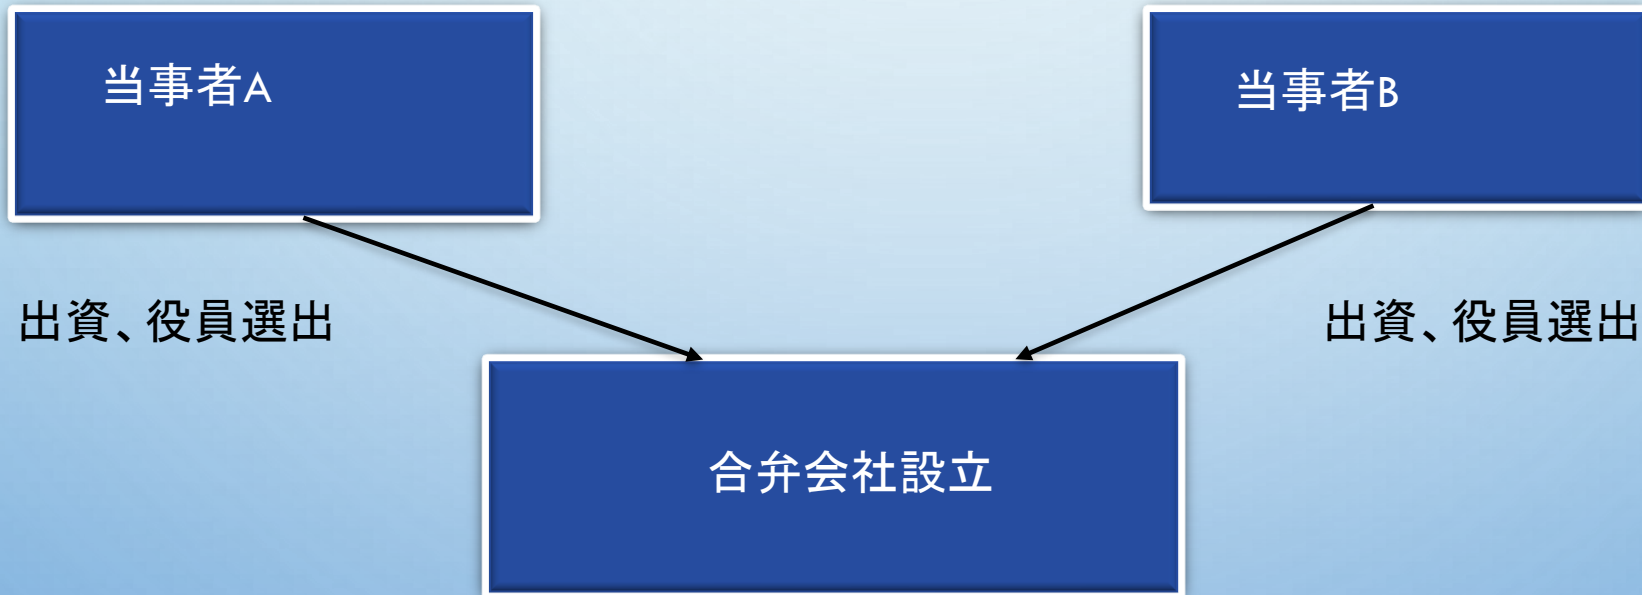 当事者A
当事者B
出資、役員選出
出資、役員選出
合弁会社設立